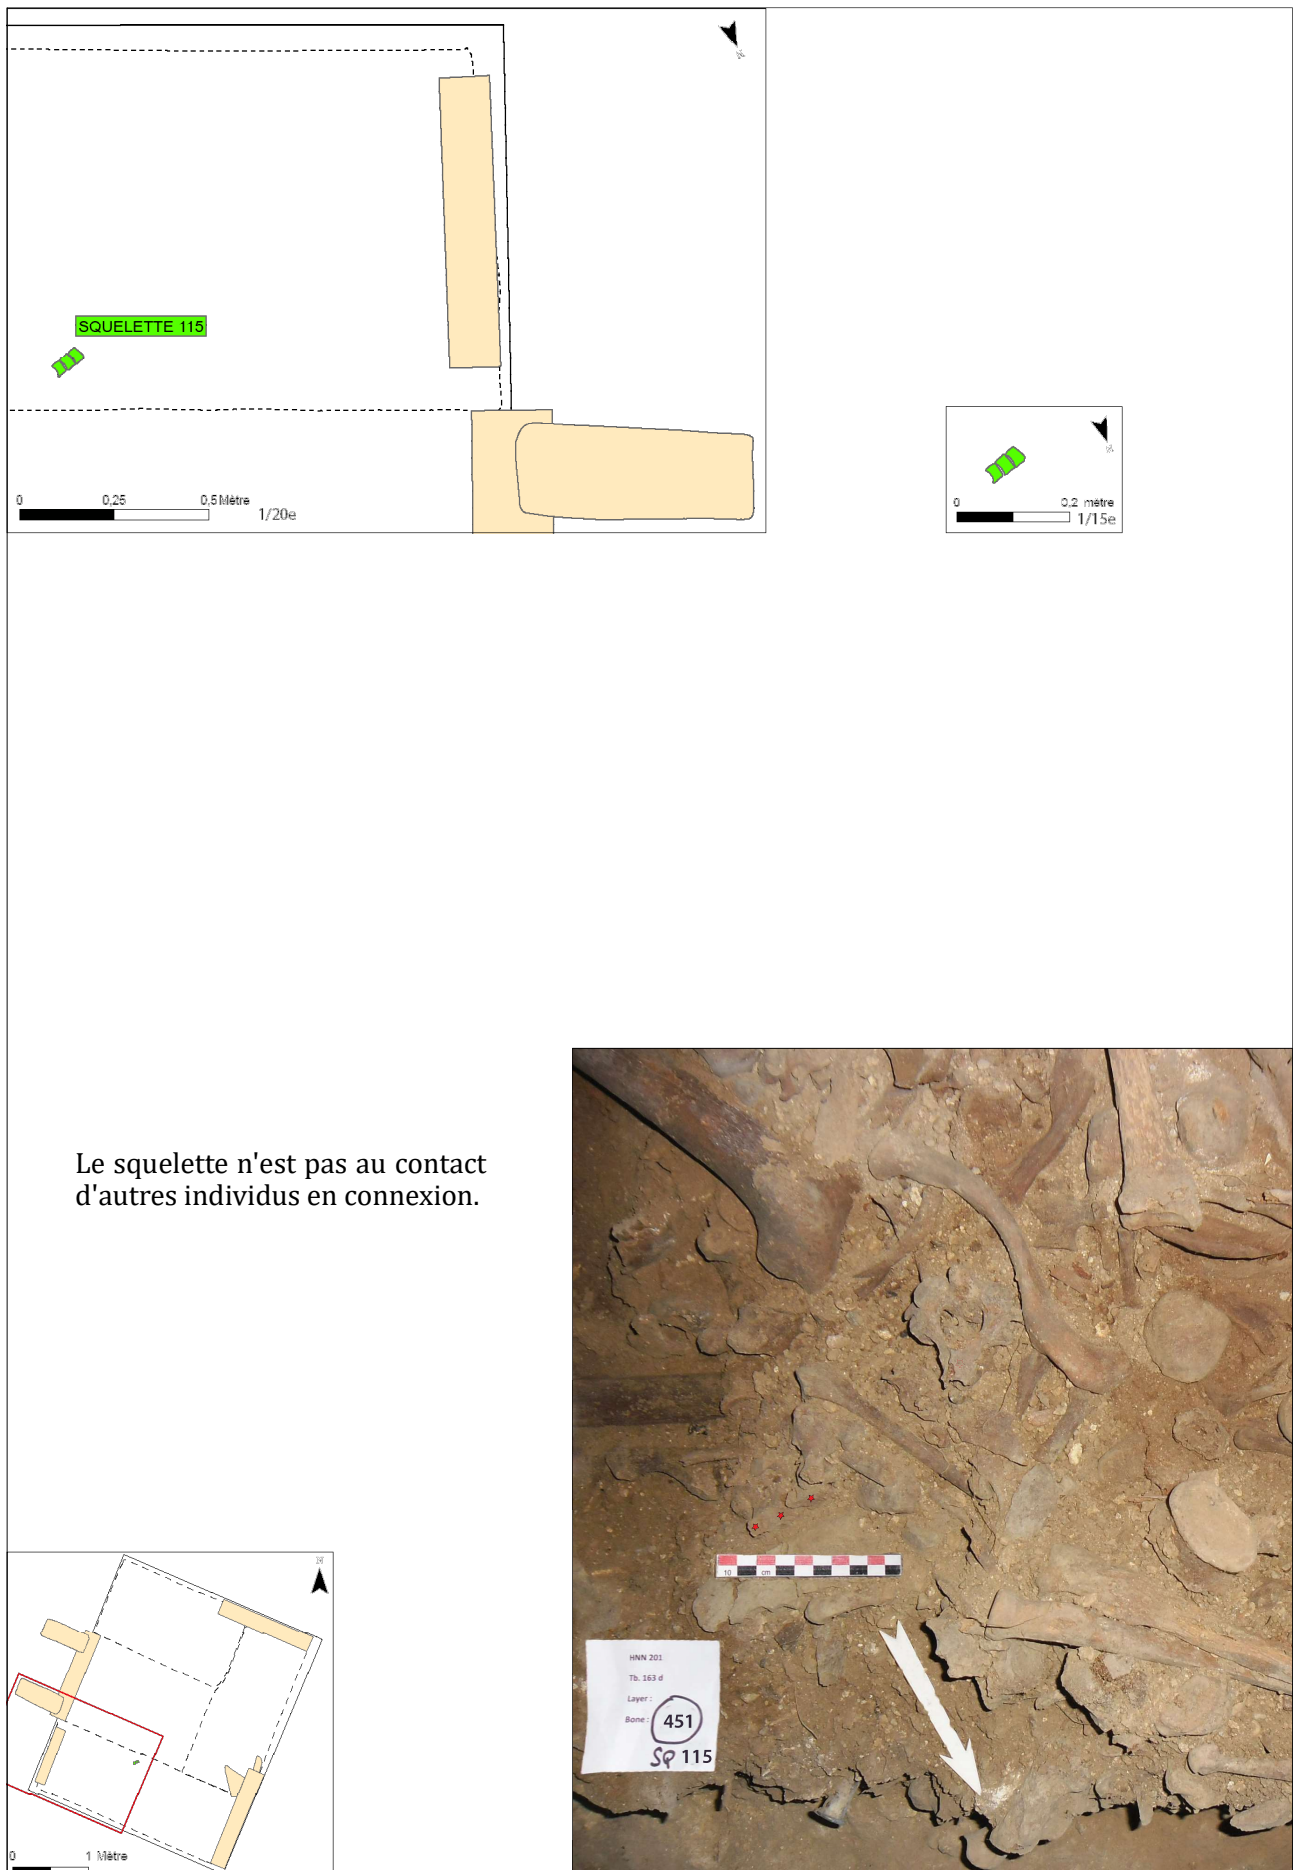 N
SQUELETTE 115
0 0,25 0,5 Mètre
1/20e
N
0 0,2 mètre
1/15e
Le squelette n'est pas au contact
d'autres individus en connexion.
10 cm
HNN 201
Tb. 163 d
Layer :
Bone : 451
SQ 115
N
0 1 Mètre